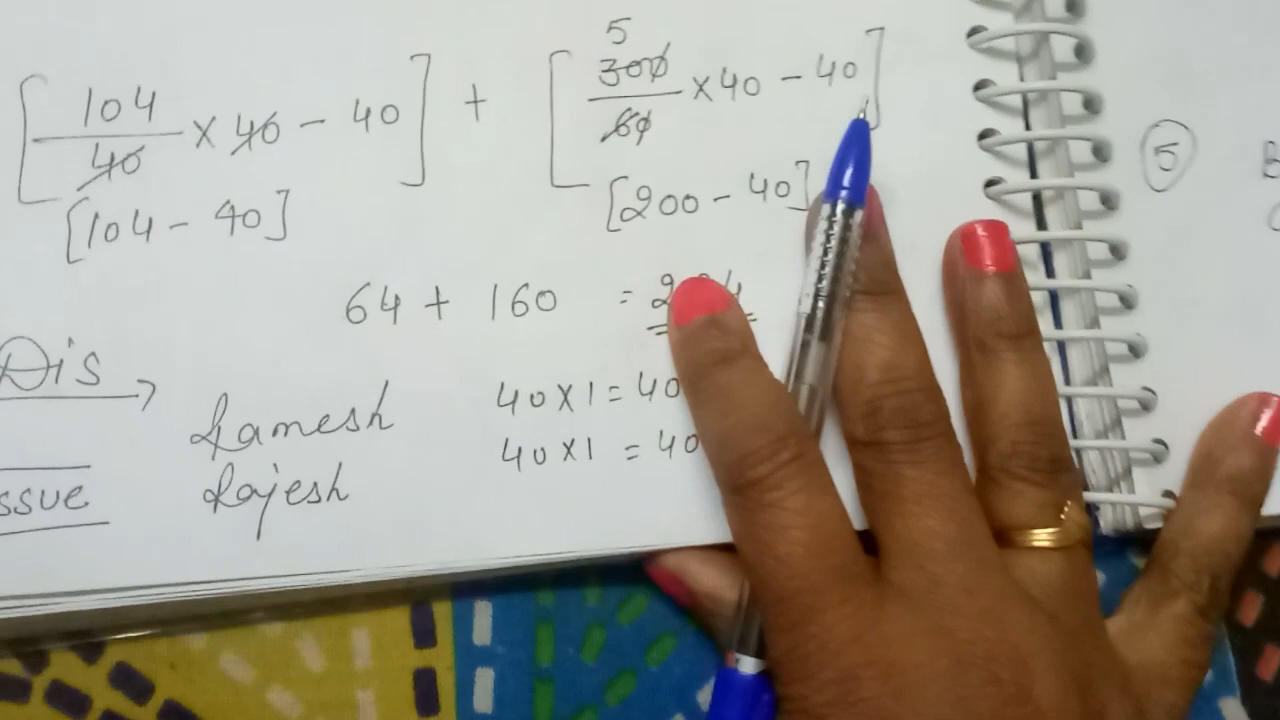 5
[104/40 × 40 - 40] + [300/60 × 40 - 40]
[104 - 40] [200 - 40]
64 + 160 =
Dis → Ramesh 40 × 1 = 40
ssue Rajesh 40 × 1 = 40
5 B